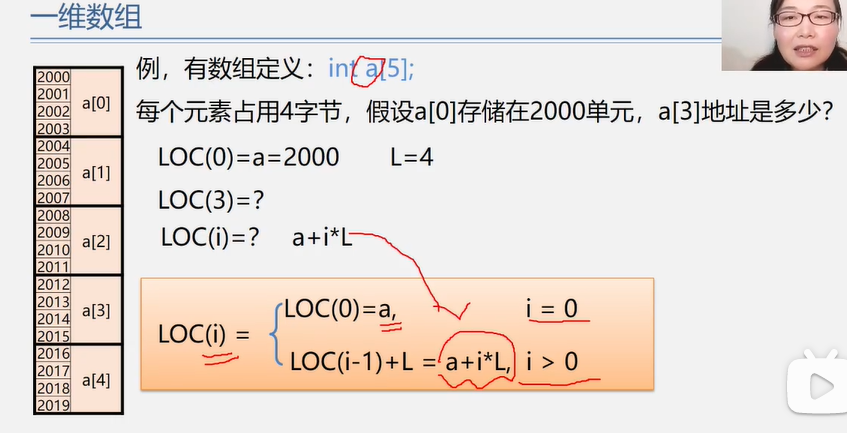 一维数组
例，有数组定义：int a[5];
每个元素占用4字节，假设a[0]存储在2000单元，a[3]地址是多少？
LOC(0)=a=2000 L=4
LOC(3)=?
LOC(i)=? a+i*L
LOC(0)=a, i = 0
LOC(i) =
LOC(i-1)+L = a+i*L, i > 0
2000
2001
2002
2003
a[0]
2004
2005
2006
2007
a[1]
2008
2009
2010
2011
a[2]
2012
2013
2014
2015
a[3]
2016
2017
2018
2019
a[4]